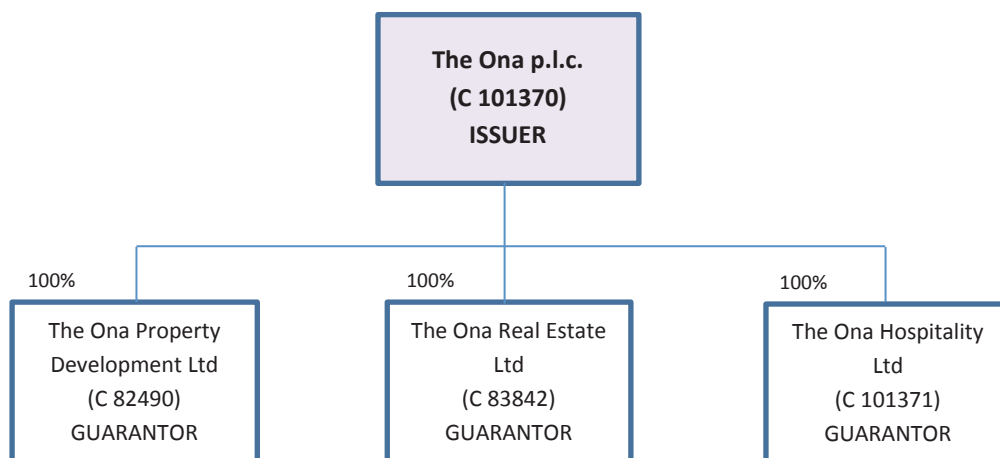 The Ona p.l.c.
(C 101370)
ISSUER
100%
100%
100%
The Ona Property
Development Ltd
(C 82490)
GUARANTOR
The Ona Real Estate
Ltd
(C 83842)
GUARANTOR
The Ona Hospitality
Ltd
(C 101371)
GUARANTOR